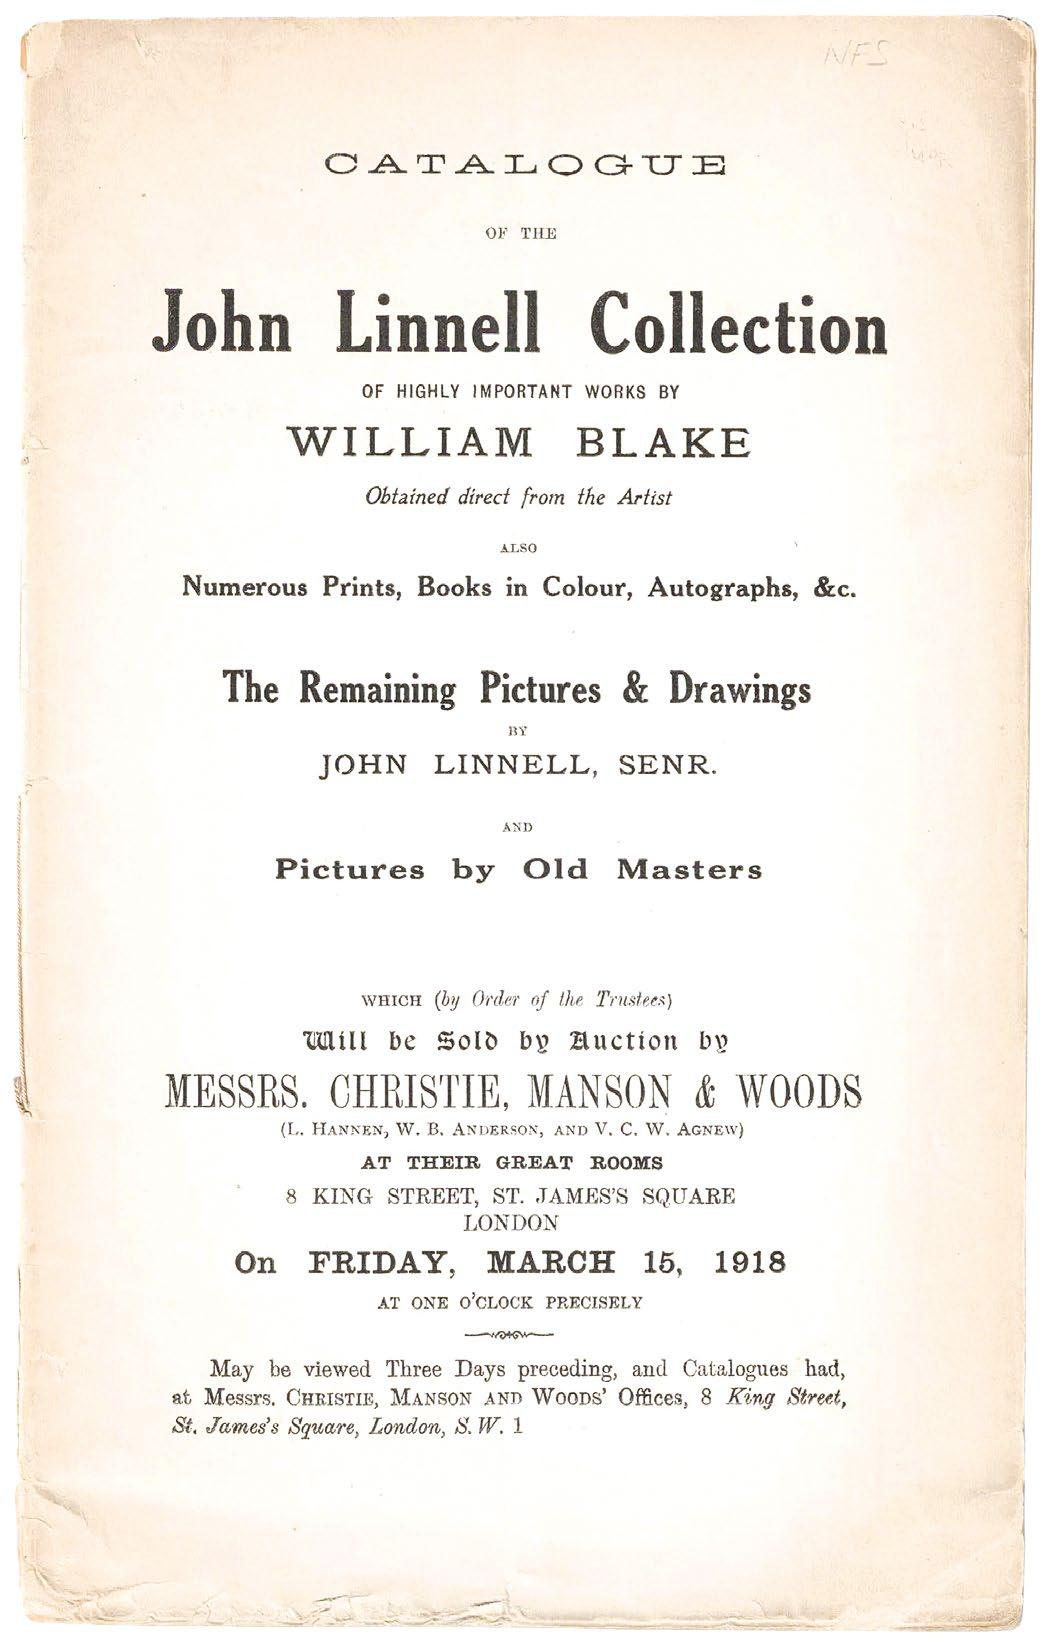 NFS
CATALOGUE
OF THE
John Linnell Collection
OF HIGHLY IMPORTANT WORKS BY
WILLIAM BLAKE
Obtained direct from the Artist
ALSO
Numerous Prints, Books in Colour, Autographs, &c.
The Remaining Pictures & Drawings
BY
JOHN LINNELL, SENR.
AND
Pictures by Old Masters
WHICH (by Order of the Trustees)
Will be Sold by Auction by
MESSRS. CHRISTIE, MANSON & WOODS
(L. HANNEN, W. B. ANDERSON, AND V. C. W. AGNEW)
AT THEIR GREAT ROOMS
8 KING STREET, ST. JAMES'S SQUARE
LONDON
On FRIDAY, MARCH 15, 1918
AT ONE O'CLOCK PRECISELY
May be viewed Three Days preceding, and Catalogues had,
at Messrs. CHRISTIE, MANSON AND WOODS' Offices, 8 King Street,
St. James's Square, London, S.W. 1